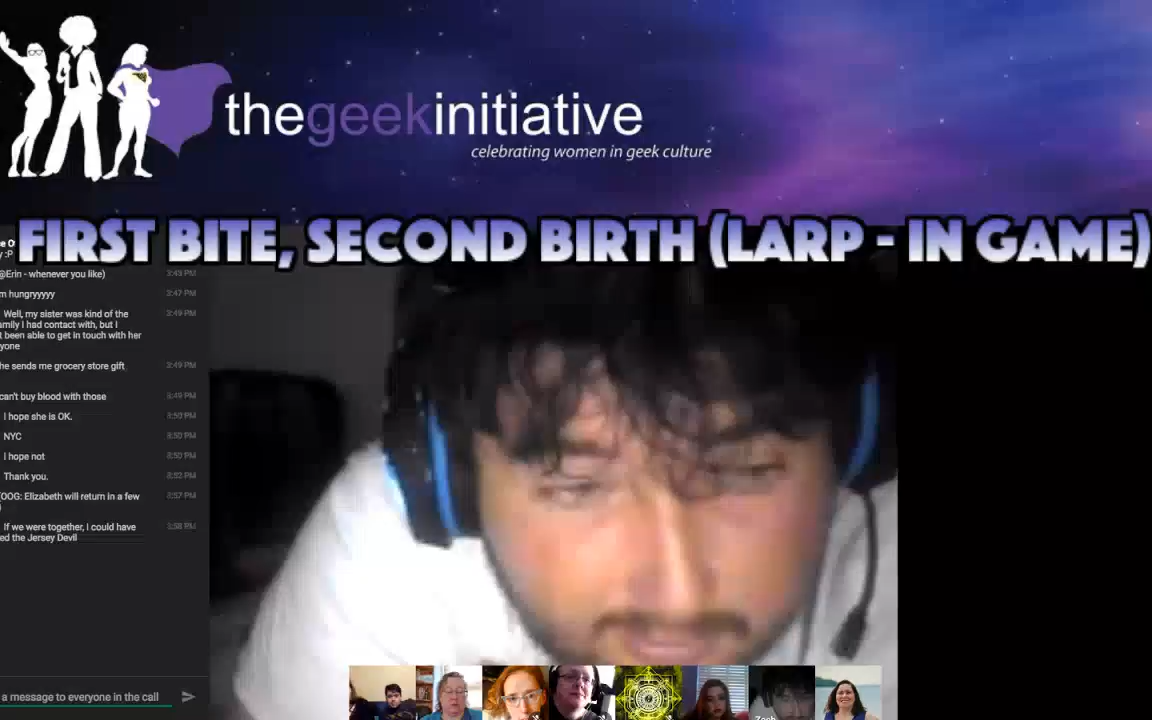 thegeekinitiative
celebrating women in geek culture
FIRST BITE, SECOND BIRTH (LARP - IN GAME)
y :P
@Erin - whenever you like) 3:43 PM
m hungryyyyy 3:47 PM
Well, my sister was kind of the 3:49 PM
amily I had contact with, but I
t been able to get in touch with her
yone
he sends me grocery store gift 3:49 PM
can't buy blood with those 3:49 PM
I hope she is OK. 3:50 PM
NYC 3:50 PM
I hope not 3:50 PM
Thank you. 3:52 PM
OOG: Elizabeth will return in a few 3:57 PM
)
If we were together, I could have 3:58 PM
ed the Jersey Devil
a message to everyone in the call
Zach